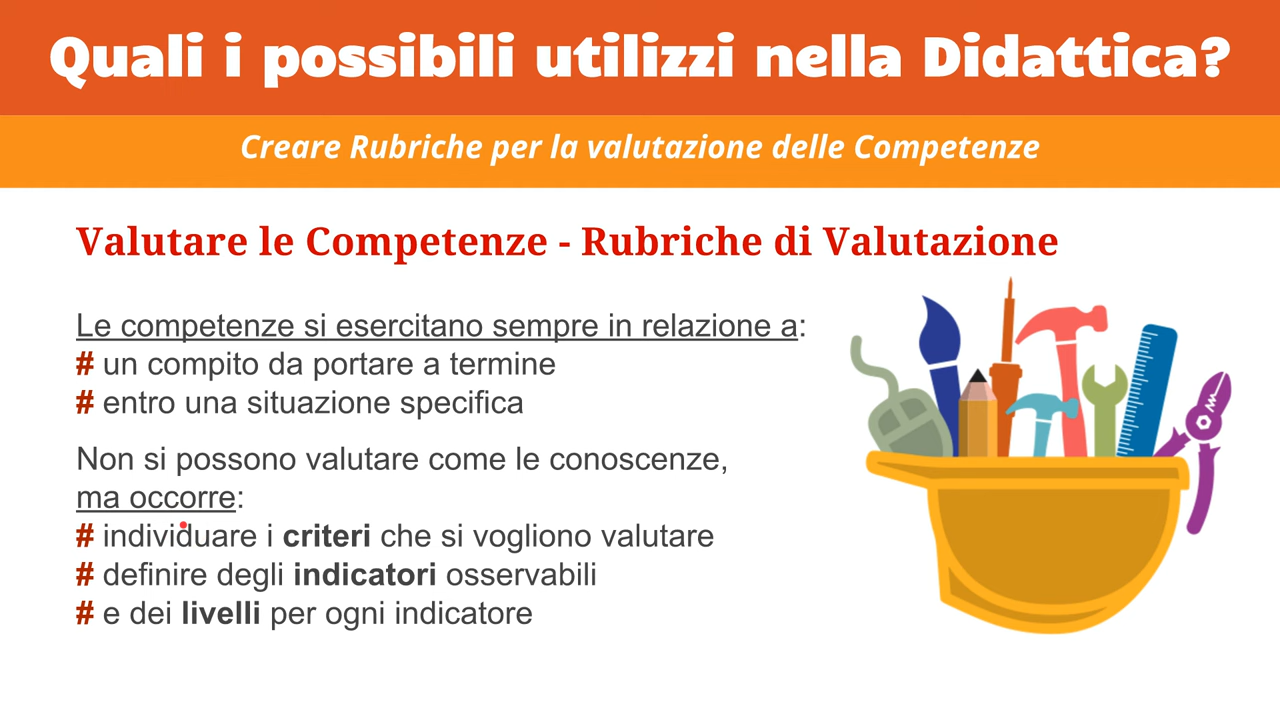 Quali i possibili utilizzi nella Didattica?
Creare Rubriche per la valutazione delle Competenze
Valutare le Competenze - Rubriche di Valutazione
Le competenze si esercitano sempre in relazione a:
# un compito da portare a termine
# entro una situazione specifica
Non si possono valutare come le conoscenze,
ma occorre:
# individuare i criteri che si vogliono valutare
# definire degli indicatori osservabili
# e dei livelli per ogni indicatore